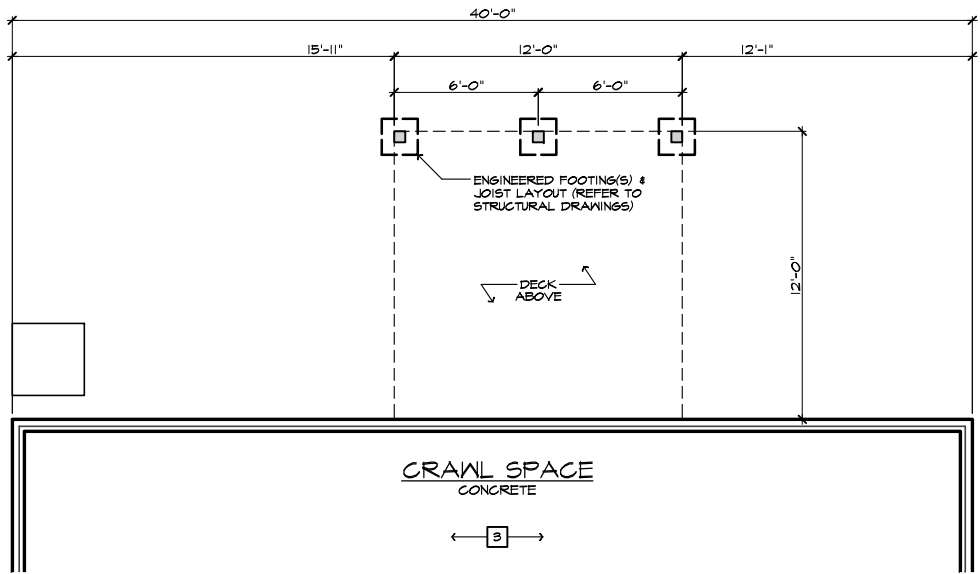 40'-0"
15'-11"
12'-0"
12'-1"
6'-0"
6'-0"
ENGINEERED FOOTING(S) &
JOIST LAYOUT (REFER TO
STRUCTURAL DRAWINGS)
12'-0"
DECK
ABOVE
CRAWL SPACE
CONCRETE
3